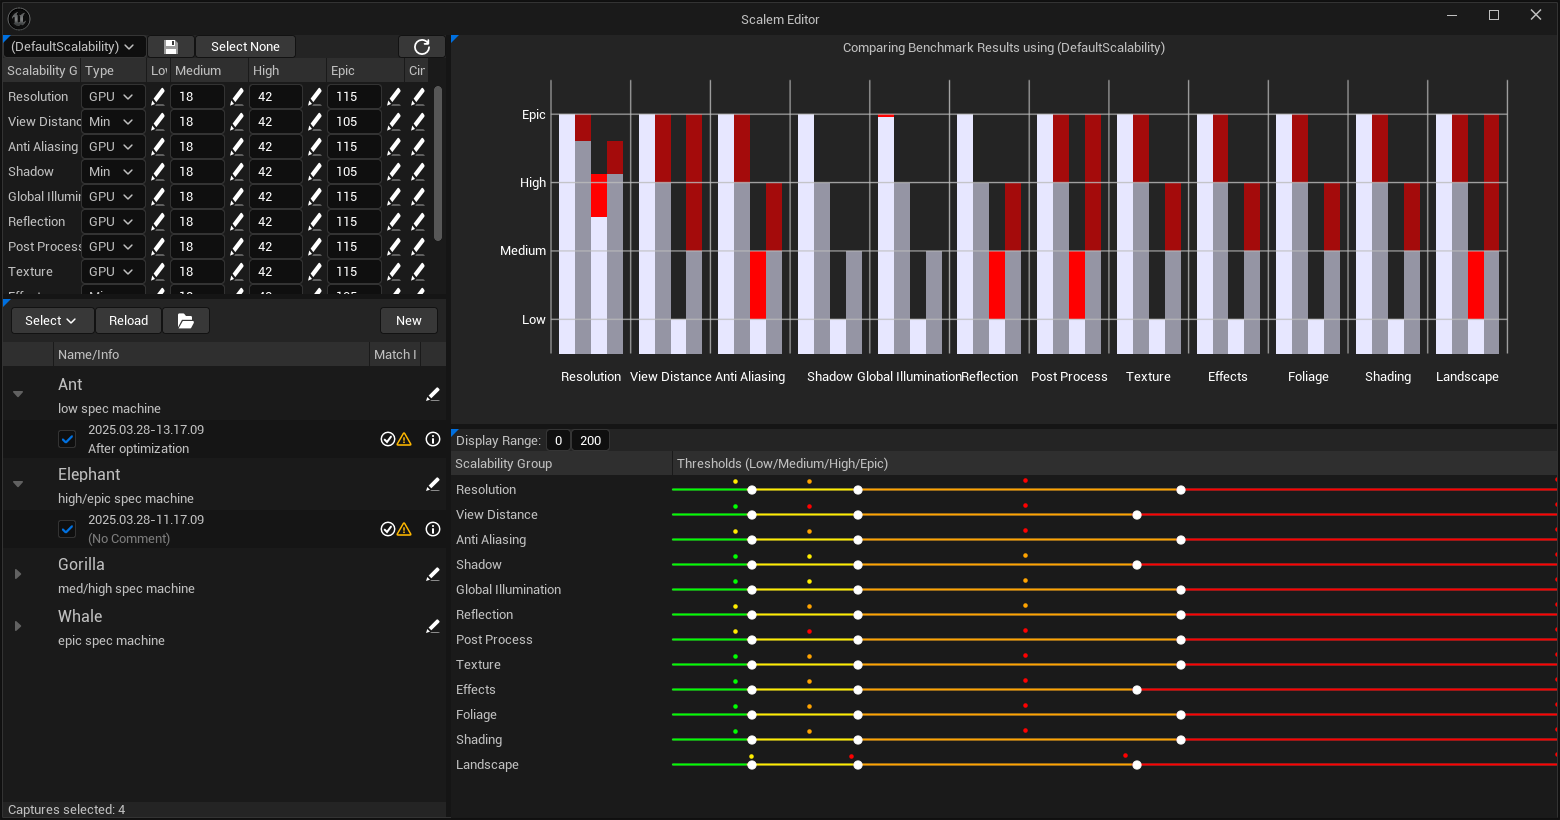 Scalem Editor
(DefaultScalability)
Select None
Scalability G Type Lo Medium High Epic Cir
Resolution GPU 18 42 115
View Distanc Min 18 42 105
Anti Aliasing GPU 18 42 115
Shadow Min 18 42 105
Global Illumin GPU 18 42 115
Reflection GPU 18 42 115
Post Process GPU 18 42 115
Texture GPU 18 42 115
Select Reload New
Name/Info Match I
Ant
low spec machine
2025.03.28-13.17.09
After optimization
Elephant
high/epic spec machine
2025.03.28-11.17.09
(No Comment)
Gorilla
med/high spec machine
Whale
epic spec machine
Captures selected: 4
Comparing Benchmark Results using (DefaultScalability)
Epic
High
Medium
Low
Resolution View Distance Anti Aliasing Shadow Global Illumination Reflection Post Process Texture Effects Foliage Shading Landscape
Display Range: 0 200
Scalability Group Thresholds (Low/Medium/High/Epic)
Resolution
View Distance
Anti Aliasing
Shadow
Global Illumination
Reflection
Post Process
Texture
Effects
Foliage
Shading
Landscape